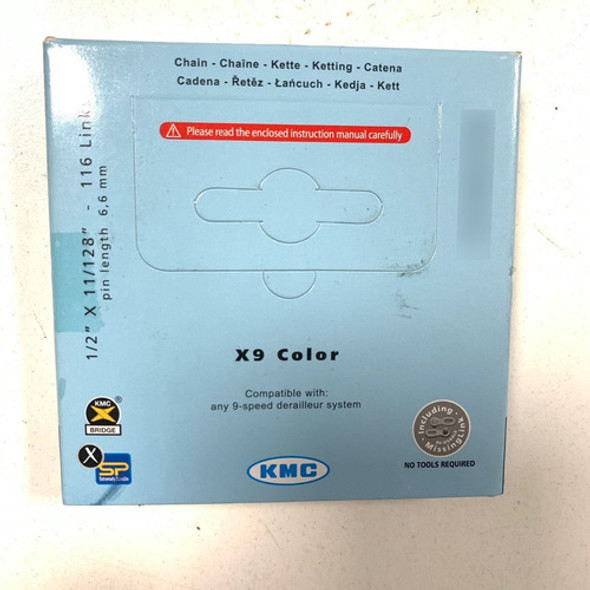 Chain - Chaîne - Kette - Ketting - Catena
Cadena - Řetěz - Łańcuch - Kedja - Kett
Please read the enclosed instruction manual carefully
1/2" X 11/128" - 116 Link
pin length 6,6 mm
X9 Color
Compatible with:
any 9-speed derailleur system
KMC
X
BRIDGE
X
SP
KMC
Including
MissingLink
NO TOOLS REQUIRED